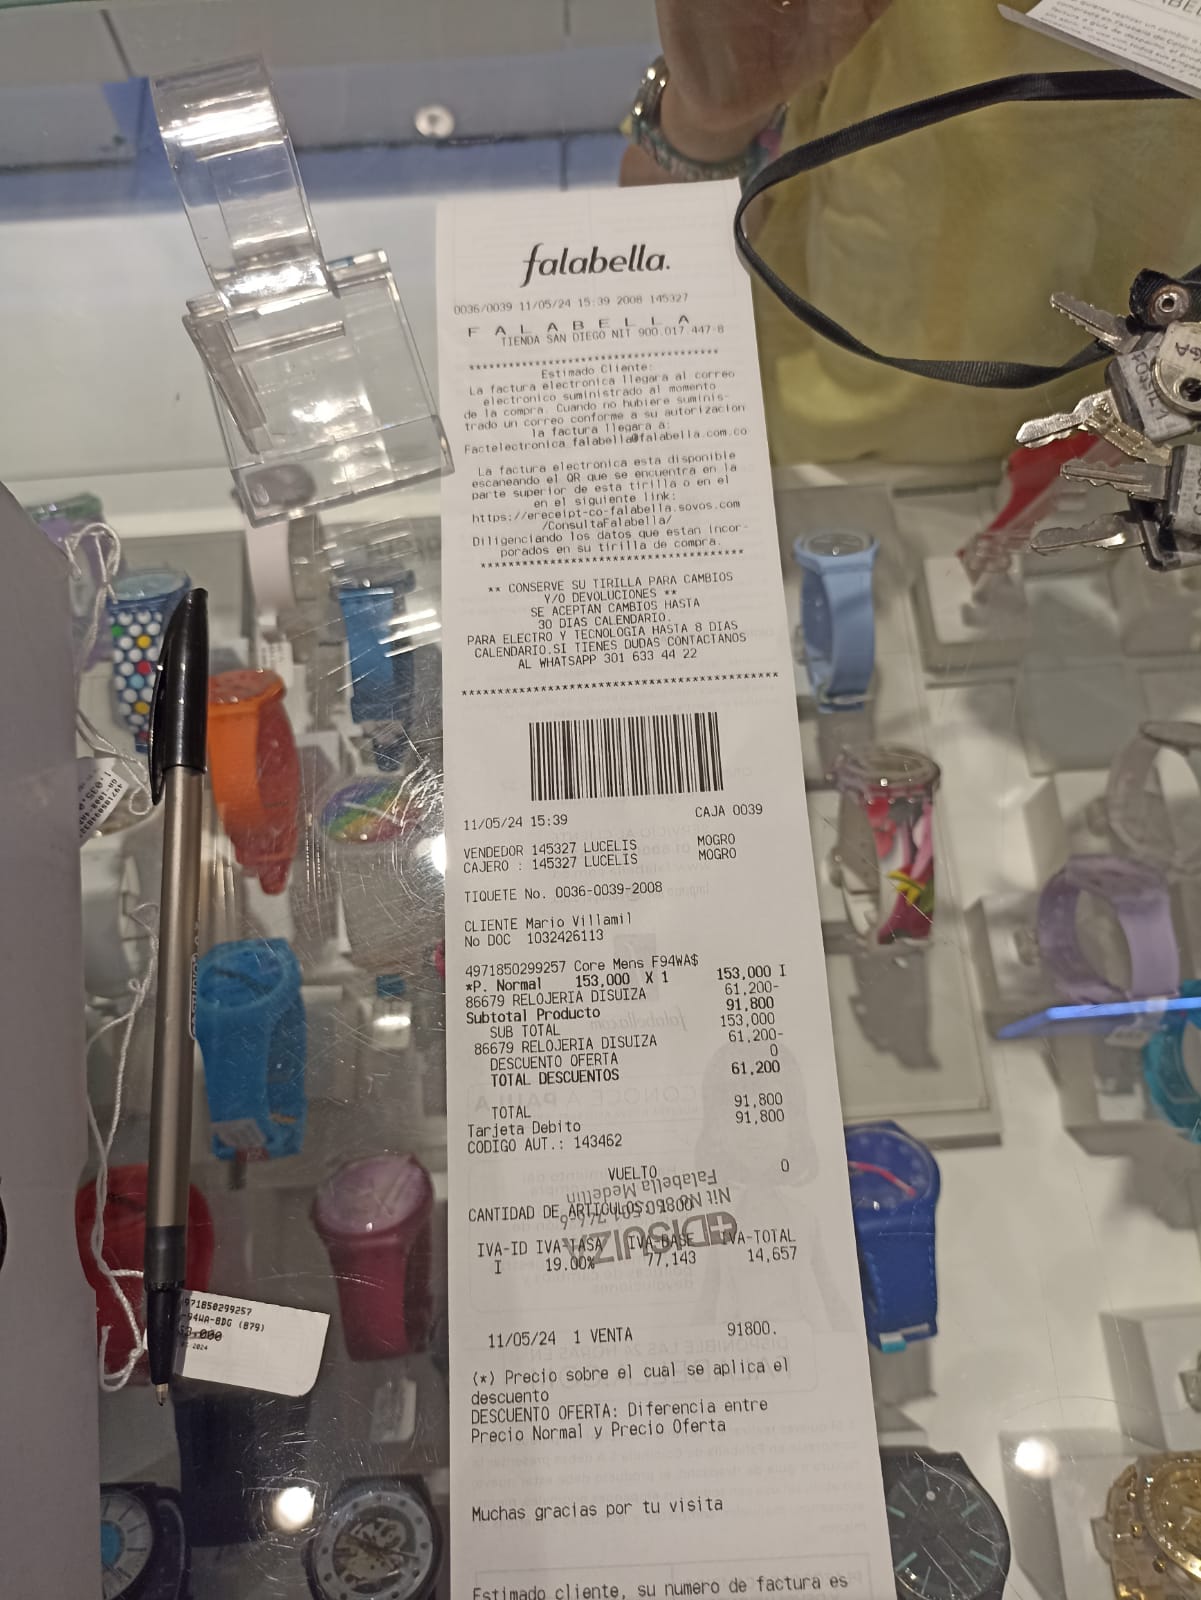 falabella.
0036/0039 11/05/24 15:39 2008 145327
F A L A B E L L A
TIENDA SAN DIEGO NIT 900.017.447-8
****************************************
Estimado Cliente:
La factura electronica llegara al correo
electronico suministrado al momento
de la compra. Cuando no hubiere suminis-
trado un correo conforme a su autorizacion
la factura llegara a:
Factelectronica_falabella@falabella.com.co
La factura electronica esta disponible
escaneando el QR que se encuentra en la
parte superior de esta tirilla o en el
en el siguiente link:
https://ereceipt-co-falabella.sovos.com
/ConsultaFalabella/
Diligenciando los datos que estan incor-
porados en su tirilla de compra.
****************************************
** CONSERVE SU TIRILLA PARA CAMBIOS
Y/O DEVOLUCIONES **
SE ACEPTAN CAMBIOS HASTA
30 DIAS CALENDARIO.
PARA ELECTRO Y TECNOLOGIA HASTA 8 DIAS
CALENDARIO.SI TIENES DUDAS CONTACTANOS
AL WHATSAPP 301 633 44 22
****************************************
11/05/24 15:39 CAJA 0039
VENDEDOR 145327 LUCELIS MOGRO
CAJERO : 145327 LUCELIS MOGRO
TIQUETE No. 0036-0039-2008
CLIENTE Mario Villamil
No DOC 1032426113
4971850299257 Core Mens F94WA$
*P. Normal 153,000 X 1 153,000 I
86679 RELOJERIA DISUIZA 61,200-
Subtotal Producto 91,800
SUB TOTAL 153,000
86679 RELOJERIA DISUIZA 61,200-
DESCUENTO OFERTA 0
TOTAL DESCUENTOS 61,200
TOTAL 91,800
Tarjeta Debito 91,800
CODIGO AUT.: 143462
VUELTO 0
Falabella Medellin
CANTIDAD DE ARTICULOS:
DISUIZA
IVA-ID IVA-TASA IVA-BASE IVA-TOTAL
I 19.00% 77,143 14,657
11/05/24 1 VENTA 91800.
(*) Precio sobre el cual se aplica el
descuento
DESCUENTO OFERTA: Diferencia entre
Precio Normal y Precio Oferta
Muchas gracias por tu visita
Estimado cliente, su numero de factura es
971850299257
-94WA-8DG (879)
2024